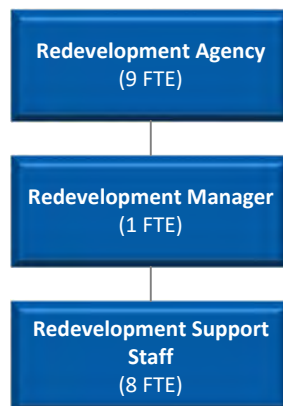 Redevelopment Agency
(9 FTE)
Redevelopment Manager
(1 FTE)
Redevelopment Support
Staff
(8 FTE)